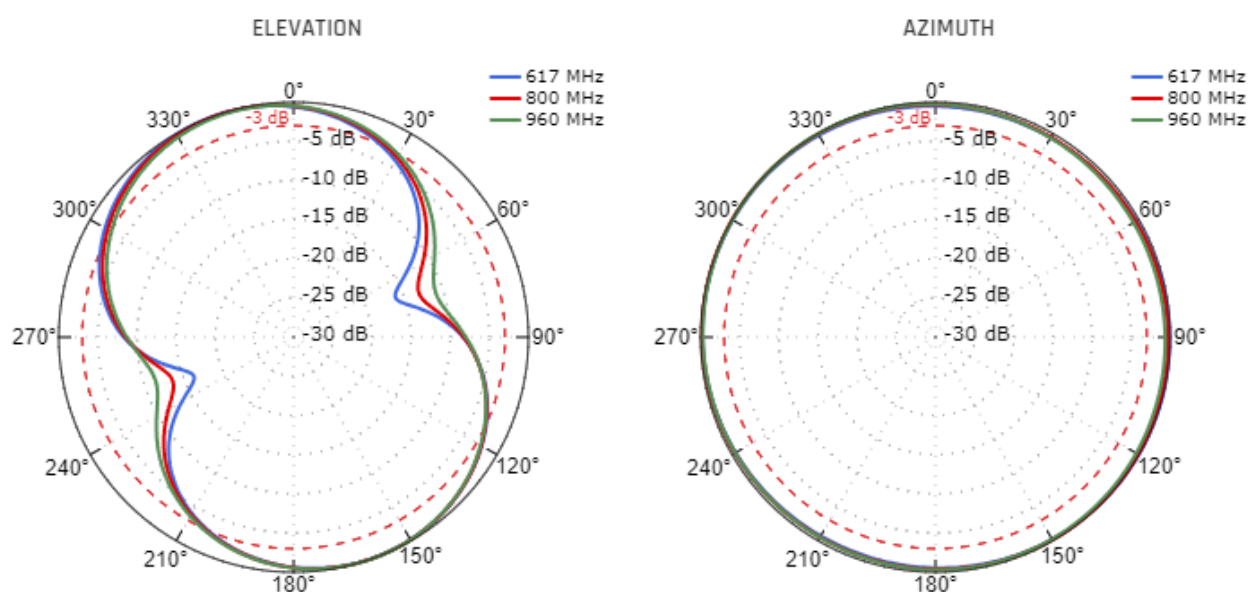 ELEVATION
617 MHz
800 MHz
960 MHz
0°
30°
60°
90°
120°
150°
180°
210°
240°
270°
300°
330°
-3 dB
-5 dB
-10 dB
-15 dB
-20 dB
-25 dB
-30 dB
AZIMUTH
617 MHz
800 MHz
960 MHz
0°
30°
60°
90°
120°
150°
180°
210°
240°
270°
300°
330°
-3 dB
-5 dB
-10 dB
-15 dB
-20 dB
-25 dB
-30 dB